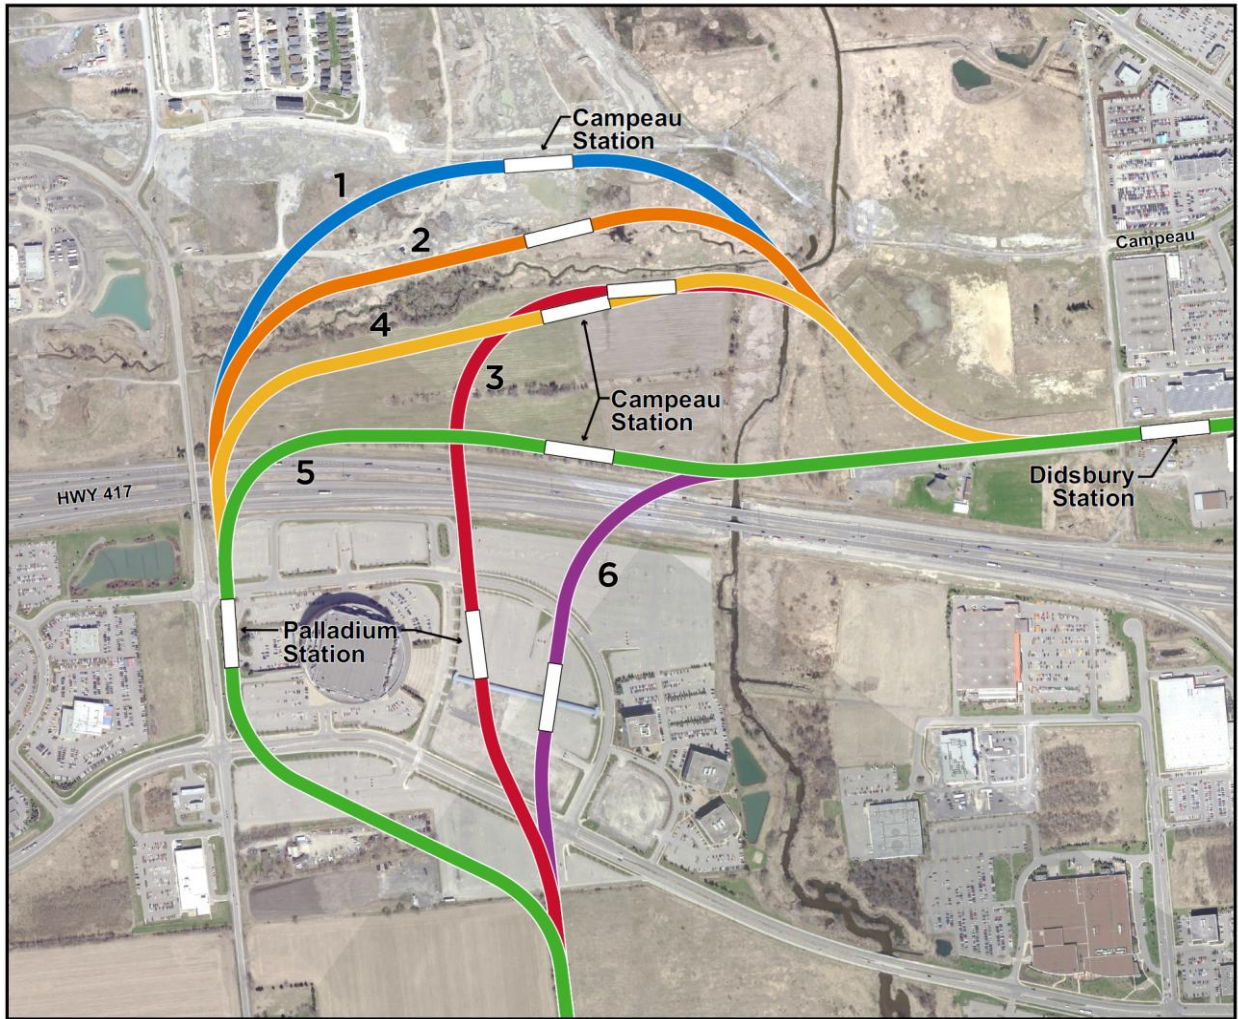 Campeau
Station
1
2
Campeau
4
3
Campeau
Station
5
Didsbury
Station
HWY 417
6
Palladium
Station